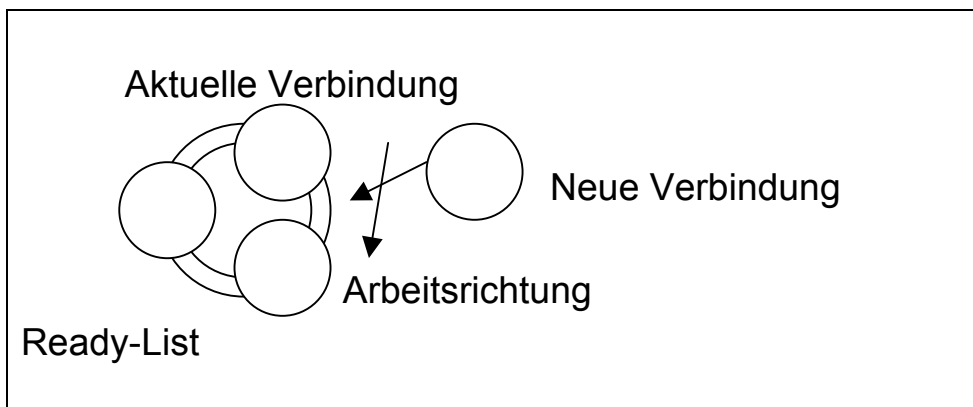 Aktuelle Verbindung
Neue Verbindung
Arbeitsrichtung
Ready-List